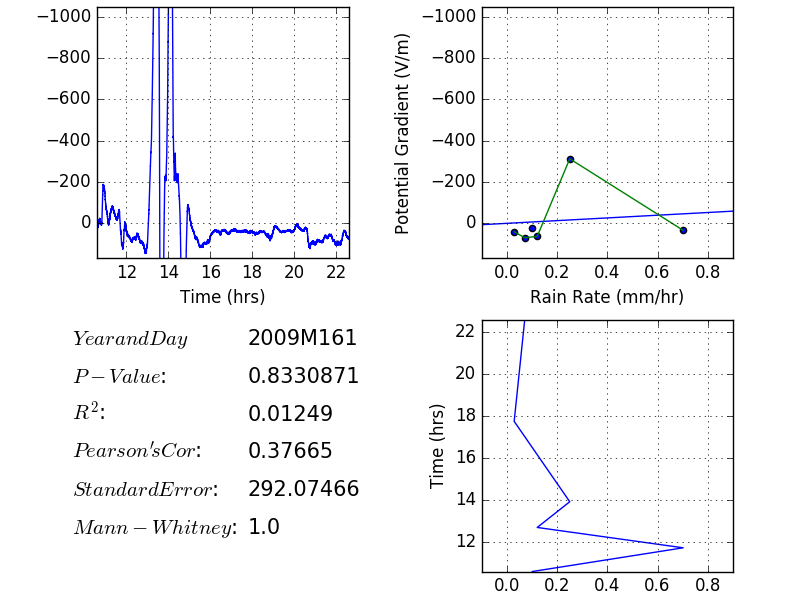 −1000
−800
−600
−400
−200
0
12 14 16 18 20 22
Time (hrs)
Potential Gradient (V/m)
−1000
−800
−600
−400
−200
0
0.0 0.2 0.4 0.6 0.8
Rain Rate (mm/hr)
YearandDay 2009M161
P−Value: 0.8330871
R²: 0.01249
Pearson'sCor: 0.37665
StandardError: 292.07466
Mann−Whitney: 1.0
Time (hrs)
22
20
18
16
14
12
0.0 0.2 0.4 0.6 0.8